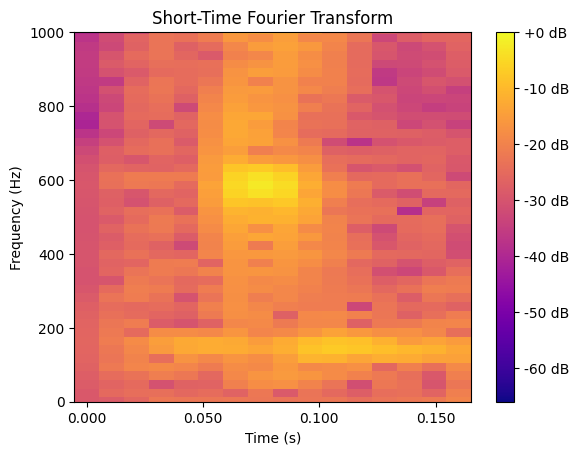 Short-Time Fourier Transform
Frequency (Hz)
1000
800
600
400
200
0
0.000
0.050
0.100
0.150
Time (s)
+0 dB
-10 dB
-20 dB
-30 dB
-40 dB
-50 dB
-60 dB